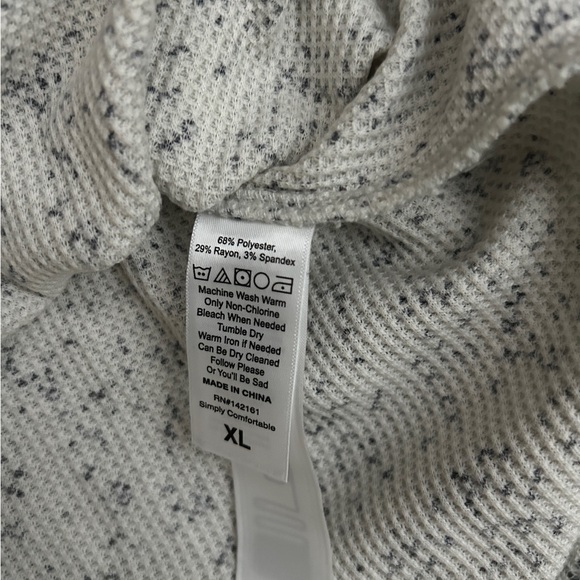 68% Polyester,
29% Rayon, 3% Spandex
Machine Wash Warm
Only Non-Chlorine
Bleach When Needed
Tumble Dry
Warm Iron if Needed
Can Be Dry Cleaned
Follow Please
Or You'll Be Sad
MADE IN CHINA
RN#142161
Simply Comfortable
XL